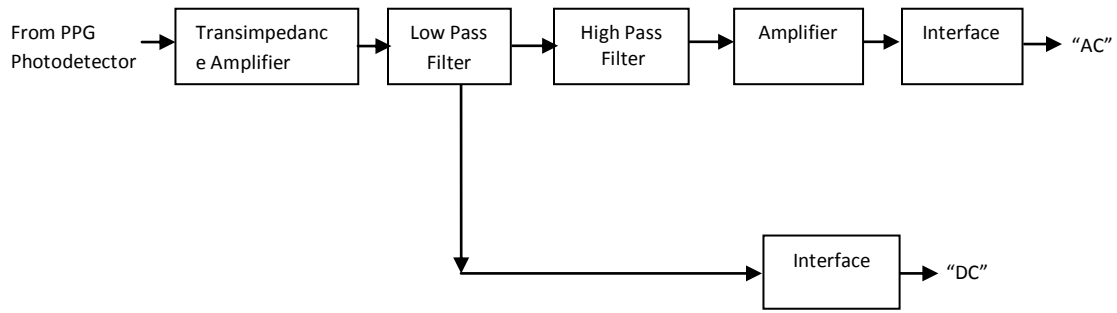 From PPG
Photodetector
Transimpedanc
e Amplifier
Low Pass
Filter
High Pass
Filter
Amplifier
Interface
“AC”
Interface
“DC”